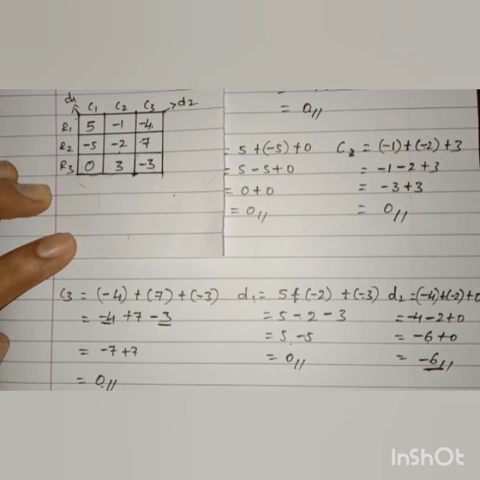 = 0//
d1 C1 C2 C3 >d2
R1 5 -1 -4
R2 -5 -2 7
R3 0 3 -3
= 5 +(-5) +0
= 5 -5 +0
= 0+0
= 0//
C2 = (-1)+(-2)+3
= -1-2+3
= -3+3
= 0//
C3 = (-4) + (7) + (-3)
= -4 +7 -3
= -7+7
= 0//
d1 = 5 + (-2) + (-3)
= 5 - 2 - 3
= 5 -5
= 0//
d2 = (-4)+(-2)+0
= -4 -2+0
= -6+0
= -6//
InShOt